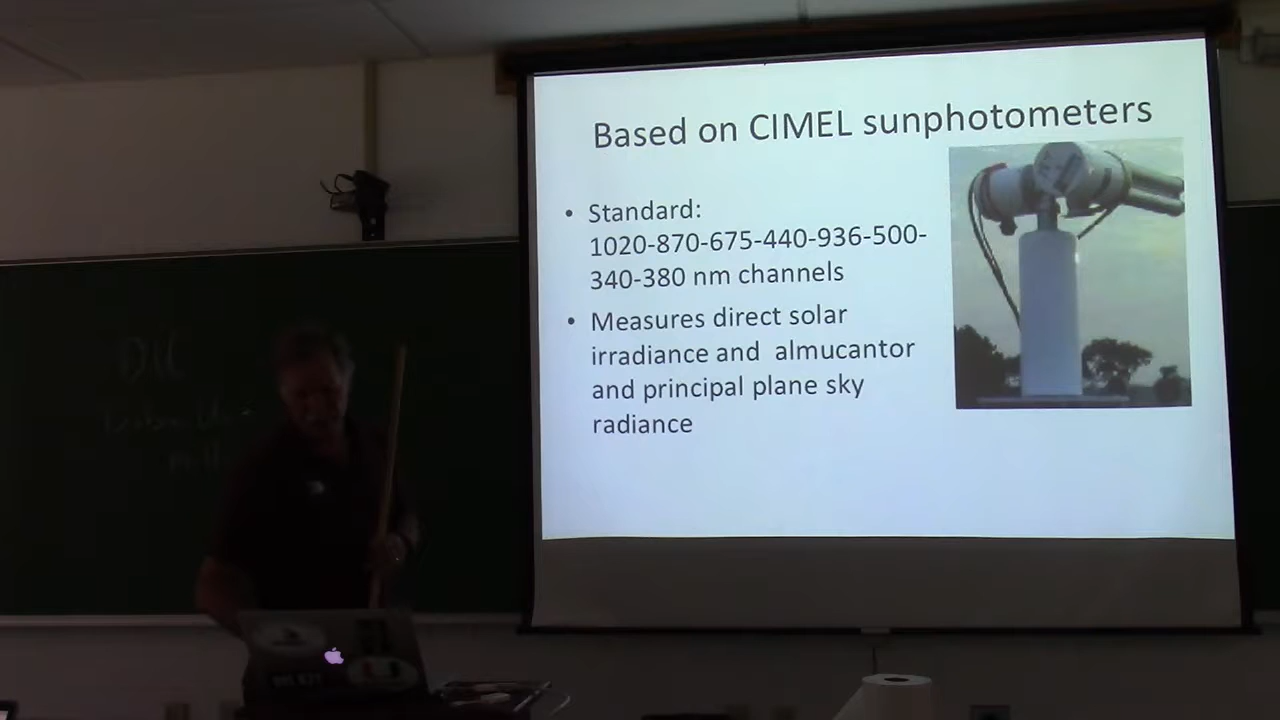 Based on CIMEL sunphotometers
• Standard:
1020-870-675-440-936-500-
340-380 nm channels
• Measures direct solar
irradiance and almucantor
and principal plane sky
radiance